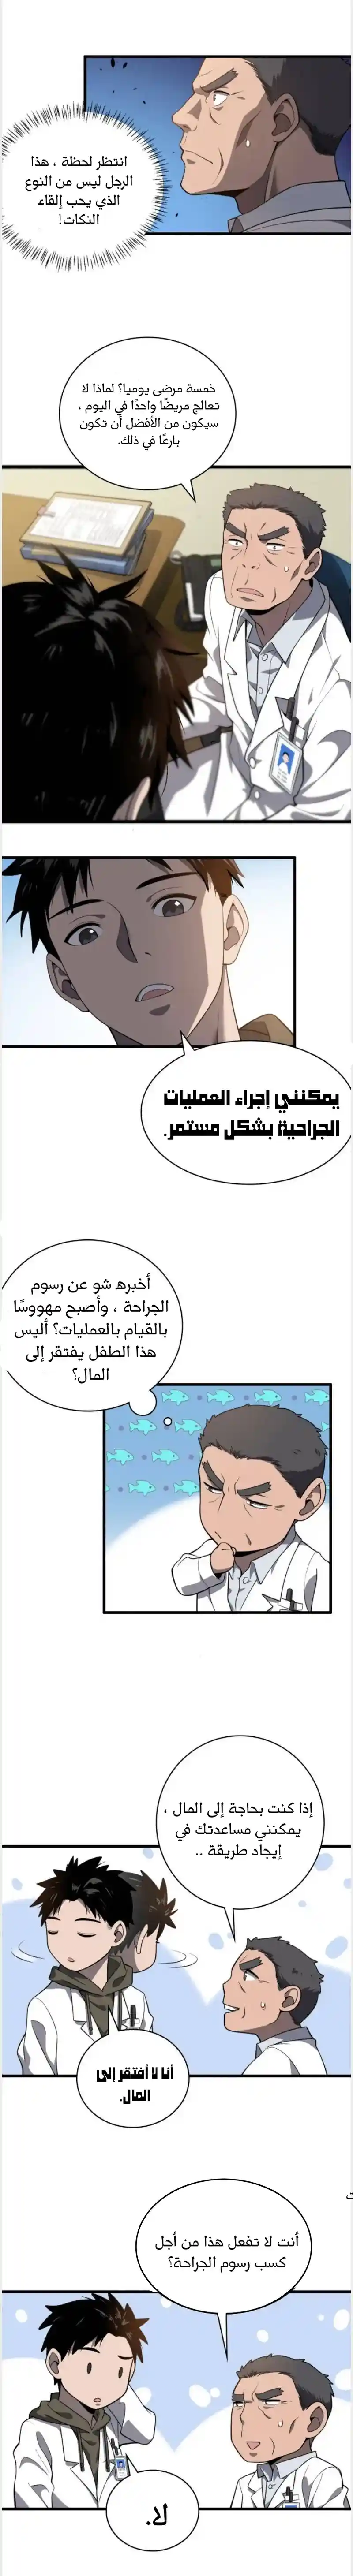 انتظر لحظة ، هذا
الرجل ليس من النوع
الذي يحب إلقاء
النكات!
خمسة مرضى يوميا؟ لماذا لا
تعالج مريضًا واحدًا في اليوم ،
سيكون من الأفضل أن تكون
بارعًا في ذلك.
يمكنني إجراء العمليات
الجراحية بشكل مستمر.
أخبره شو عن رسوم
الجراحة ، وأصبح مهووسًا
بالقيام بالعمليات؟ أليس
هذا الطفل يفتقر إلى
المال؟
إذا كنت بحاجة إلى المال ،
يمكنني مساعدتك في
إيجاد طريقة ..
أنا لا أفتقر إلى
المال.
أنت لا تفعل هذا من أجل
كسب رسوم الجراحة؟
لا.